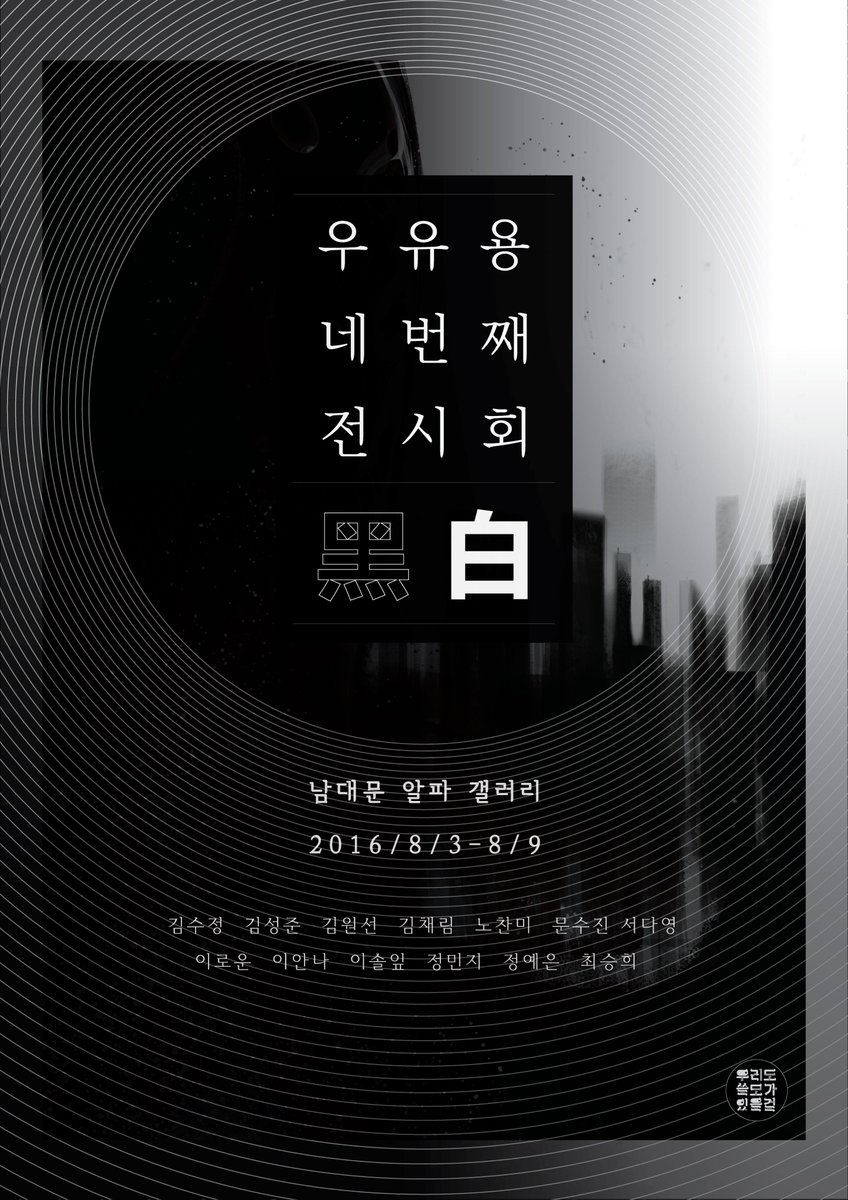 우유용
네번째
전시회
黑白
남대문 알파 갤러리
2016/8/3-8/9
김수정 김성준 김원선 김채림 노찬미 문수진 서다영
이로운 이안나 이솔잎 정민지 정예은 최승희
우리도
쓸모가
있을걸